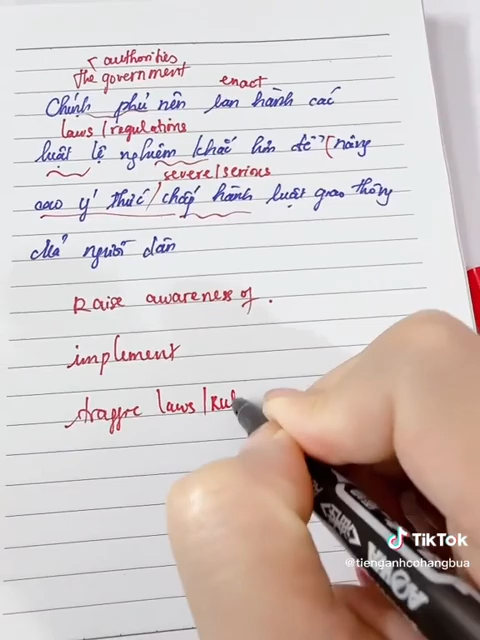 authorities
the government enact
Chính phủ nên ban hành các
laws/regulations
luật lệ nghiêm khắc hơn để (nâng
severe/serious
cao ý thức/chấp hành luật giao thông
của người dân
Raise awareness of.
implement
traffic laws/Rul
TikTok
@tienganhcohangbua